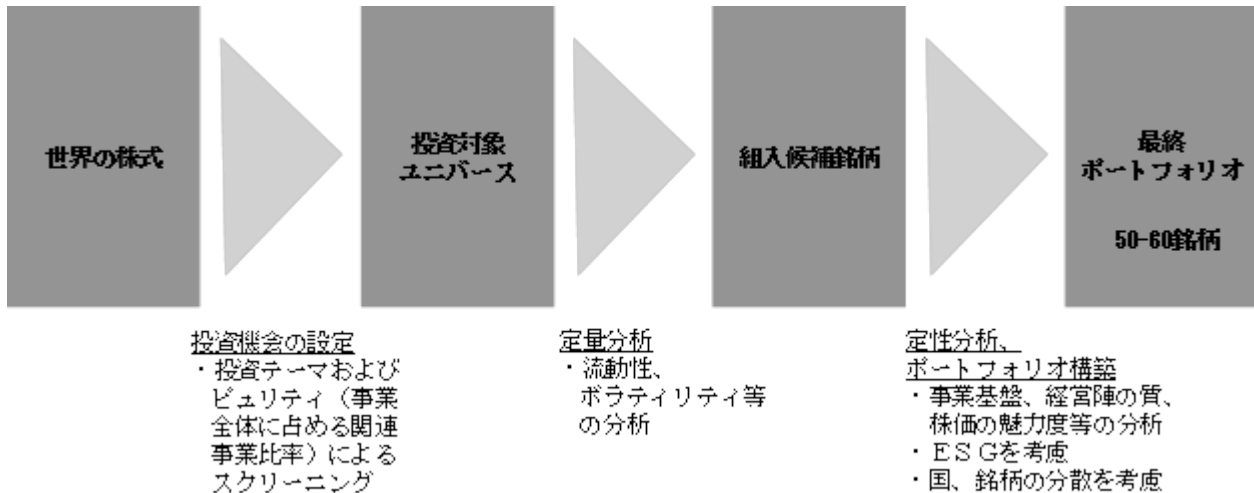 世界の株式
投資対象
ユニバース
組入候補銘柄
最終
ポートフォリオ
50-60銘柄
投資機会の設定
・投資テーマおよび
ピュリティ（事業
全体に占める関連
事業比率）による
スクリーニング
定量分析
・流動性、
ボラティリティ等
の分析
定性分析、
ポートフォリオ構築
・事業基盤、経営陣の質、
株価の魅力度等の分析
・ＥＳＧを考慮
・国、銘柄の分散を考慮